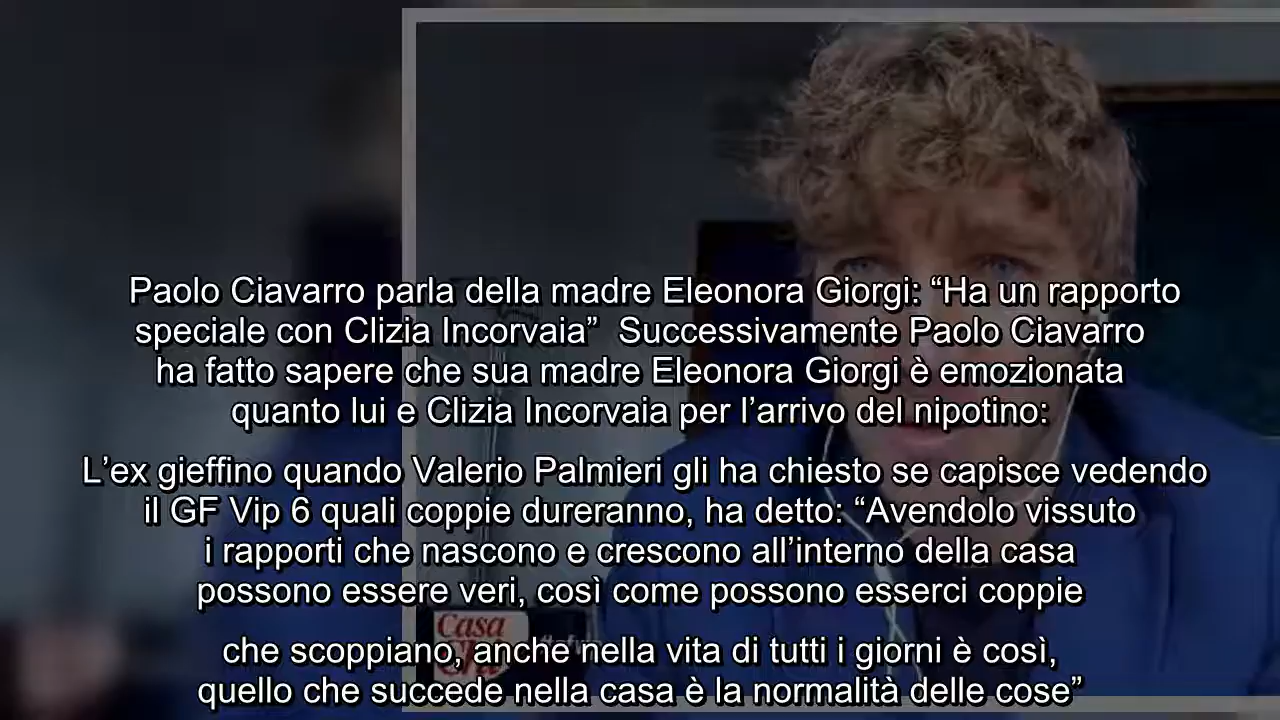 Paolo Ciavarro parla della madre Eleonora Giorgi: “Ha un rapporto
speciale con Clizia Incorvaia”  Successivamente Paolo Ciavarro
ha fatto sapere che sua madre Eleonora Giorgi è emozionata
quanto lui e Clizia Incorvaia per l’arrivo del nipotino:
L’ex gieffino quando Valerio Palmieri gli ha chiesto se capisce vedendo
il GF Vip 6 quali coppie dureranno, ha detto: “Avendolo vissuto
i rapporti che nascono e crescono all’interno della casa
possono essere veri, così come possono esserci coppie
Casa
che scoppiano, anche nella vita di tutti i giorni è così,
quello che succede nella casa è la normalità delle cose”